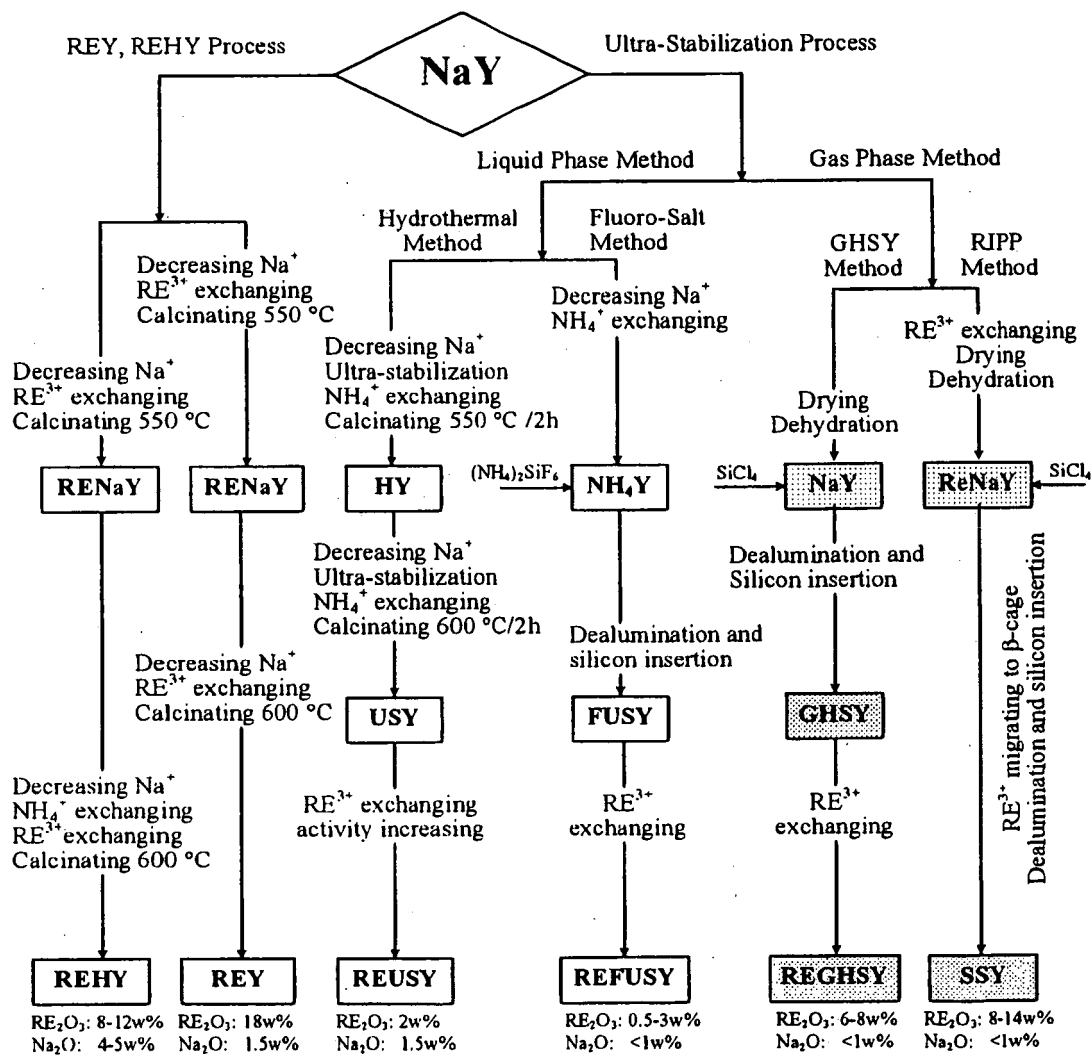 REY, REHY Process
NaY
Ultra-Stabilization Process
Liquid Phase Method
Gas Phase Method
Hydrothermal
Method
Fluoro-Salt
Method
GHSY
Method
RIPP
Method
Decreasing Na⁺
RE³⁺ exchanging
Calcinating 550 °C
Decreasing Na⁺
RE³⁺ exchanging
Calcinating 550 °C
Decreasing Na⁺
Ultra-stabilization
NH₄⁺ exchanging
Calcinating 550 °C /2h
Decreasing Na⁺
NH₄⁺ exchanging
Drying
Dehydration
RE³⁺ exchanging
Drying
Dehydration
RENaY
RENaY
HY
(NH₄)₂SiF₆
NH₄Y
SiCl₄
NaY
ReNaY
SiCl₄
Decreasing Na⁺
Ultra-stabilization
NH₄⁺ exchanging
Calcinating 600 °C/2h
Dealumination and
silicon insertion
Dealumination and
Silicon insertion
RE³⁺ migrating to β-cage
Dealumination and silicon insertion
Decreasing Na⁺
RE³⁺ exchanging
Calcinating 600 °C
USY
FUSY
GHSY
Decreasing Na⁺
NH₄⁺ exchanging
RE³⁺ exchanging
Calcinating 600 °C
RE³⁺ exchanging
activity increasing
RE³⁺
exchanging
RE³⁺
exchanging
REHY
REY
REUSY
REFUSY
REGHSY
SSY
RE₂O₃: 8-12w%
Na₂O: 4-5w%
RE₂O₃: 18w%
Na₂O: 1.5w%
RE₂O₃: 2w%
Na₂O: 1.5w%
RE₂O₃: 0.5-3w%
Na₂O: <1w%
RE₂O₃: 6-8w%
Na₂O: <1w%
RE₂O₃: 8-14w%
Na₂O: <1w%